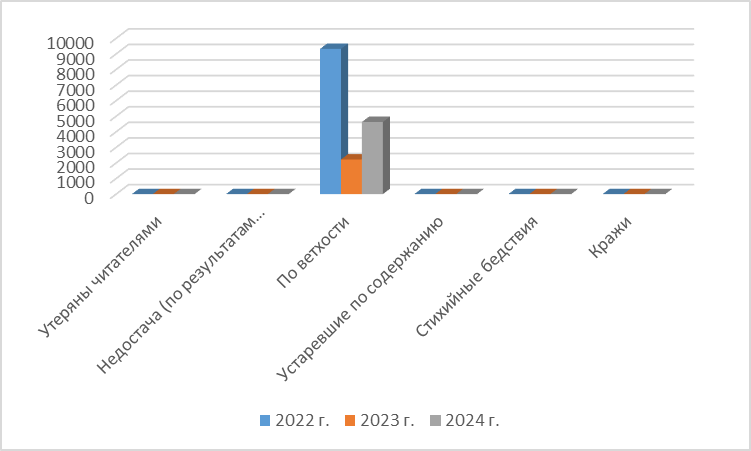 10000
9000
8000
7000
6000
5000
4000
3000
2000
1000
0
Утеряны читателями
Недостача (по результатам...
По ветхости
Устаревшие по содержанию
Стихийные бедствия
Кражи
2022 г.
2023 г.
2024 г.